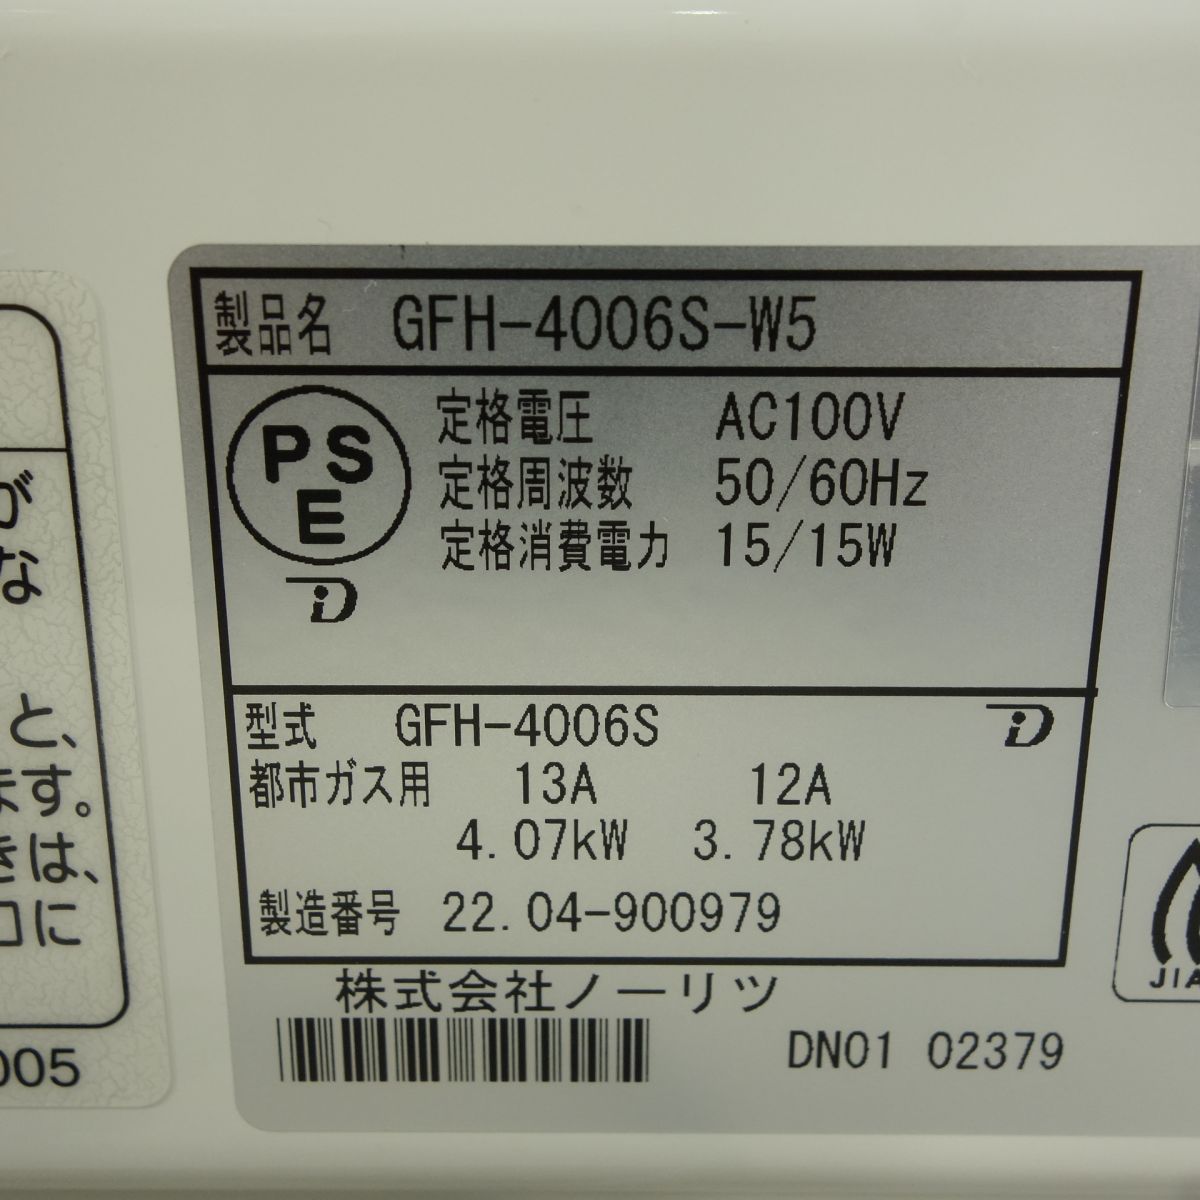 製品名 GFH-4006S-W5
PS
E
定格電圧 AC100V
定格周波数 50/60Hz
定格消費電力 15/15W
型式 GFH-4006S
都市ガス用 13A 12A
4.07kW 3.78kW
製造番号 22.04-900979
株式会社ノーリツ
DN01 02379
が
な
と、
ます。
きは、
口に
005
JIA